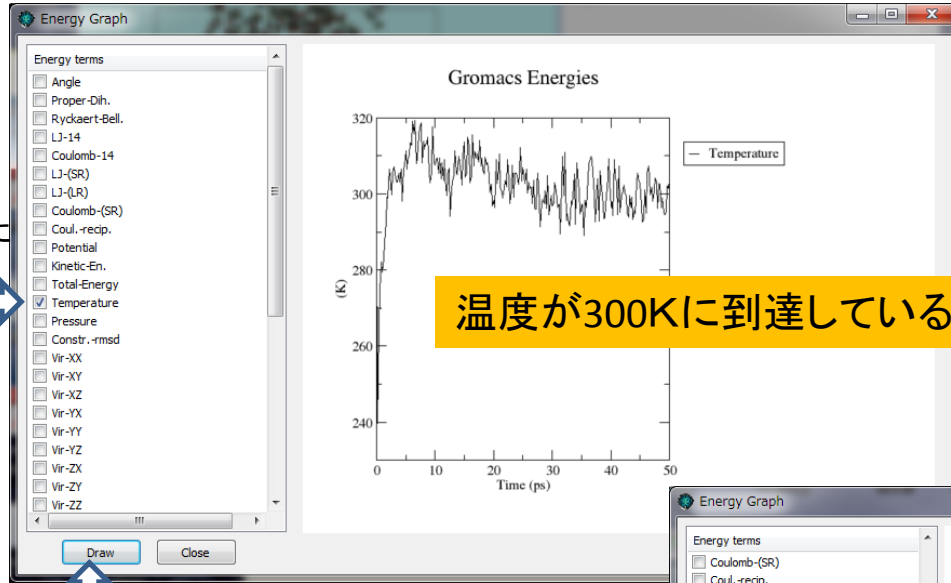 Energy Graph
Energy terms
Angle
Proper-Dih.
Ryckaert-Bell.
LJ-14
Coulomb-14
LJ-(SR)
LJ-(LR)
Coulomb-(SR)
Coul.-recip.
Potential
Kinetic-En.
Total-Energy
Temperature
Pressure
Constr.-rmsd
Vir-XX
Vir-XY
Vir-XZ
Vir-YX
Vir-YY
Vir-YZ
Vir-ZX
Vir-ZY
Vir-ZZ
Draw
Close
Gromacs Energies
320
300
280
260
240
(K)
0
10
20
30
40
50
Time (ps)
Temperature
温度が300Kに到達している
Energy Graph
Energy terms
Coulomb-(SR)
Coul.-recip.